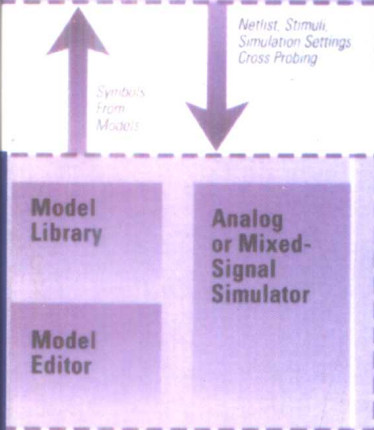 Netlist, Stimuli,
Simulation Settings
Cross Probing
Symbols
From
Models
Model
Library
Analog
or Mixed-
Signal
Simulator
Model
Editor